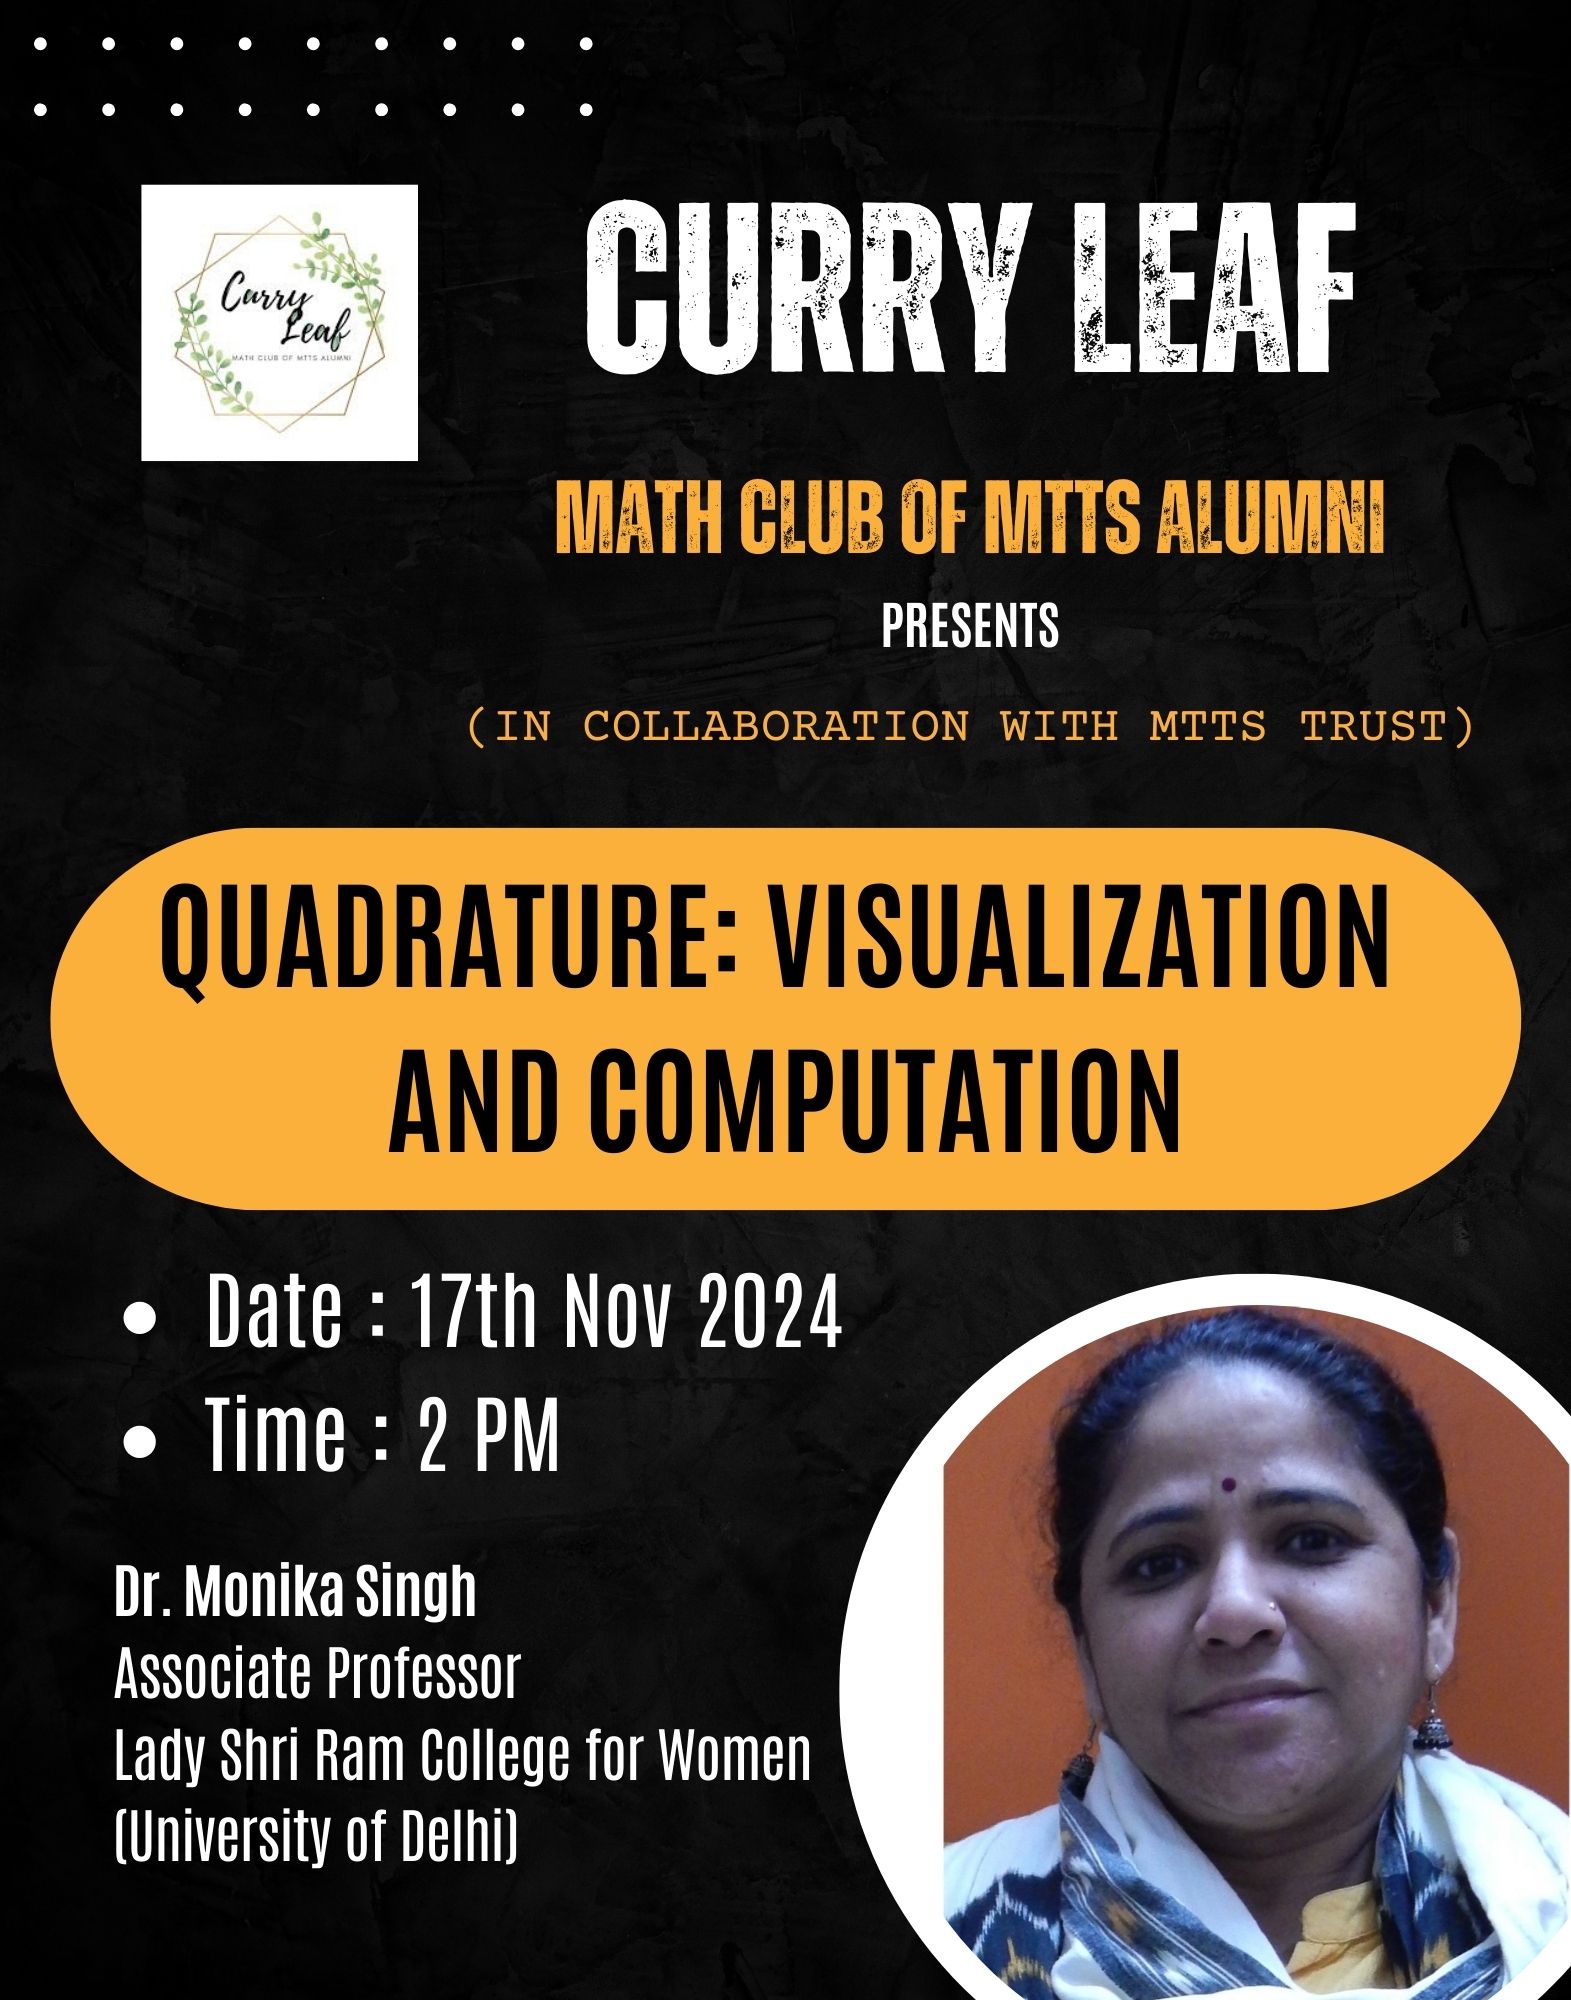 Curry
Leaf
MATH CLUB OF MTTS ALUMNI
CURRY LEAF
MATH CLUB OF MTTS ALUMNI
PRESENTS
(IN COLLABORATION WITH MTTS TRUST)
QUADRATURE: VISUALIZATION
AND COMPUTATION
Date : 17th Nov 2024
Time : 2 PM
Dr. Monika Singh
Associate Professor
Lady Shri Ram College for Women
(University of Delhi)